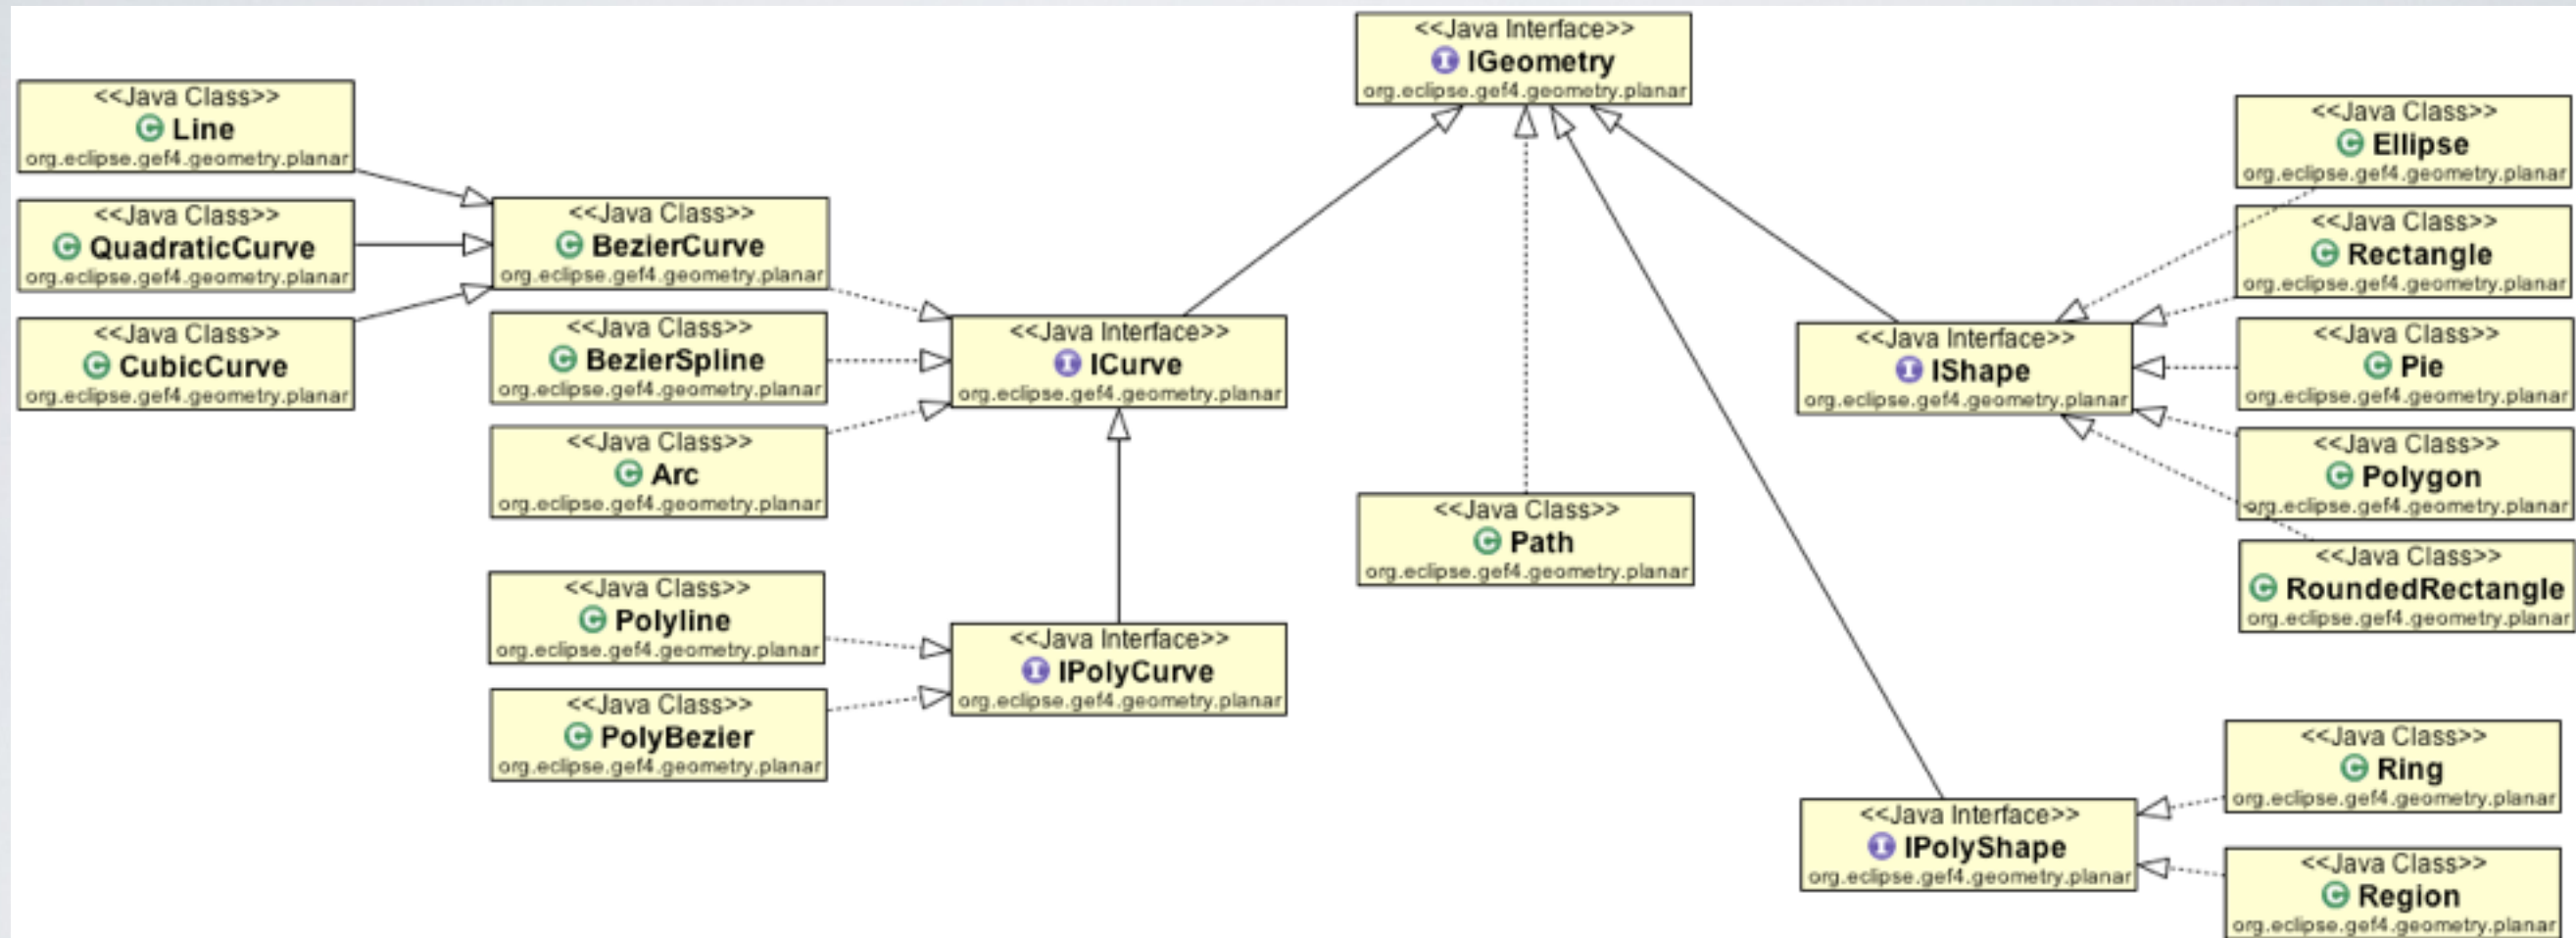 <<Java Interface>>
IGeometry
org.eclipse.gef4.geometry.planar
<<Java Class>>
Line
org.eclipse.gef4.geometry.planar
<<Java Class>>
QuadraticCurve
org.eclipse.gef4.geometry.planar
<<Java Class>>
CubicCurve
org.eclipse.gef4.geometry.planar
<<Java Class>>
BezierCurve
org.eclipse.gef4.geometry.planar
<<Java Class>>
BezierSpline
org.eclipse.gef4.geometry.planar
<<Java Class>>
Arc
org.eclipse.gef4.geometry.planar
<<Java Class>>
Polyline
org.eclipse.gef4.geometry.planar
<<Java Class>>
PolyBezier
org.eclipse.gef4.geometry.planar
<<Java Interface>>
ICurve
org.eclipse.gef4.geometry.planar
<<Java Interface>>
IPolyCurve
org.eclipse.gef4.geometry.planar
<<Java Class>>
Path
org.eclipse.gef4.geometry.planar
<<Java Interface>>
IShape
org.eclipse.gef4.geometry.planar
<<Java Interface>>
IPolyShape
org.eclipse.gef4.geometry.planar
<<Java Class>>
Ellipse
org.eclipse.gef4.geometry.planar
<<Java Class>>
Rectangle
org.eclipse.gef4.geometry.planar
<<Java Class>>
Pie
org.eclipse.gef4.geometry.planar
<<Java Class>>
Polygon
org.eclipse.gef4.geometry.planar
<<Java Class>>
RoundedRectangle
org.eclipse.gef4.geometry.planar
<<Java Class>>
Ring
org.eclipse.gef4.geometry.planar
<<Java Class>>
Region
org.eclipse.gef4.geometry.planar